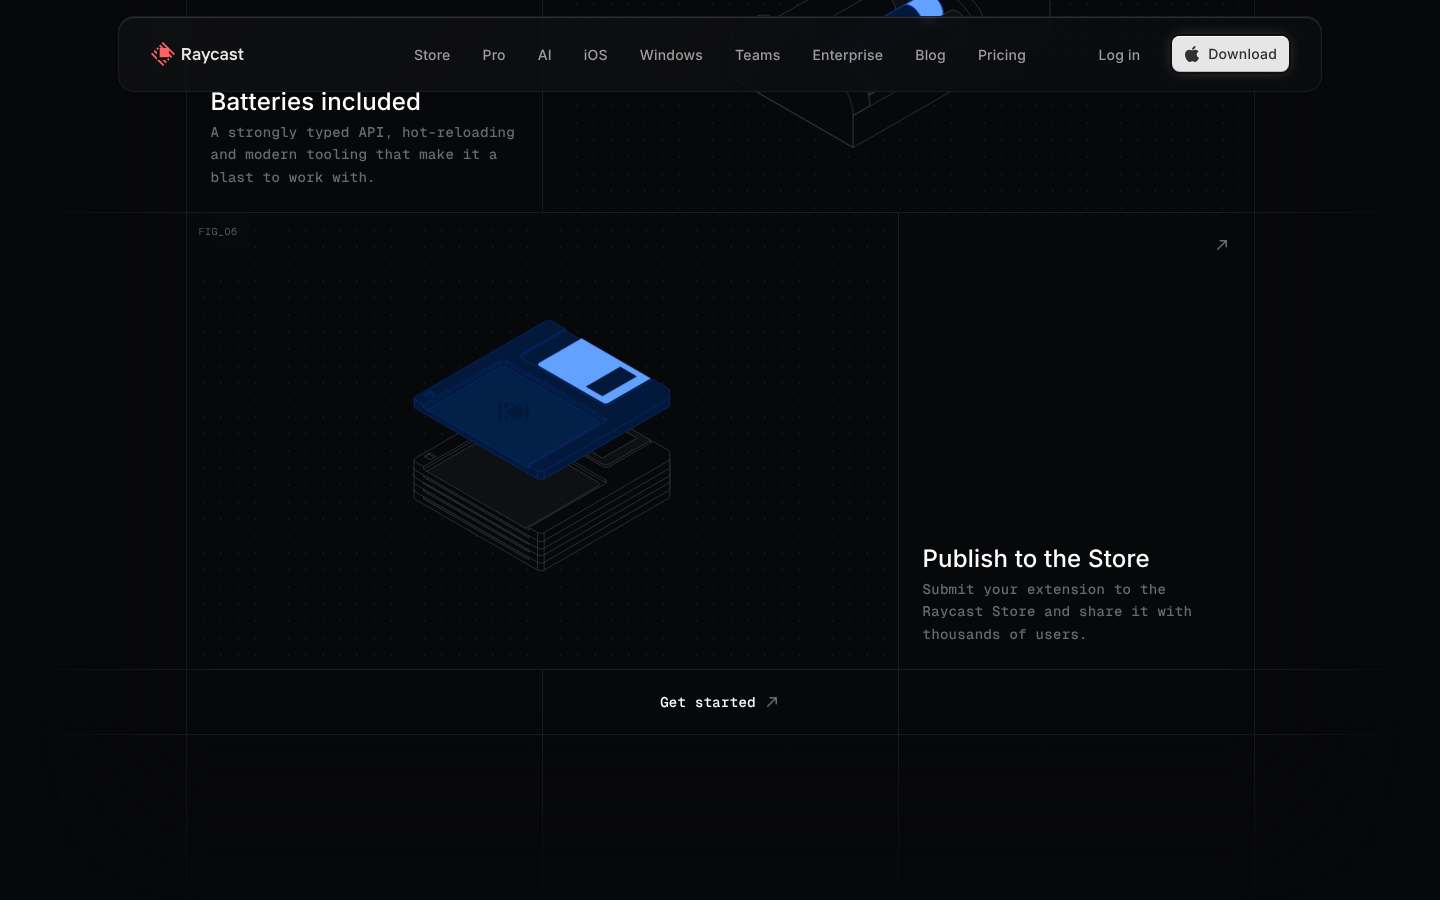 Raycast
Store
Pro
AI
iOS
Windows
Teams
Enterprise
Blog
Pricing
Log in
Download
Batteries included
A strongly typed API, hot-reloading
and modern tooling that make it a
blast to work with.
FIG_06
Publish to the Store
Submit your extension to the
Raycast Store and share it with
thousands of users.
Get started